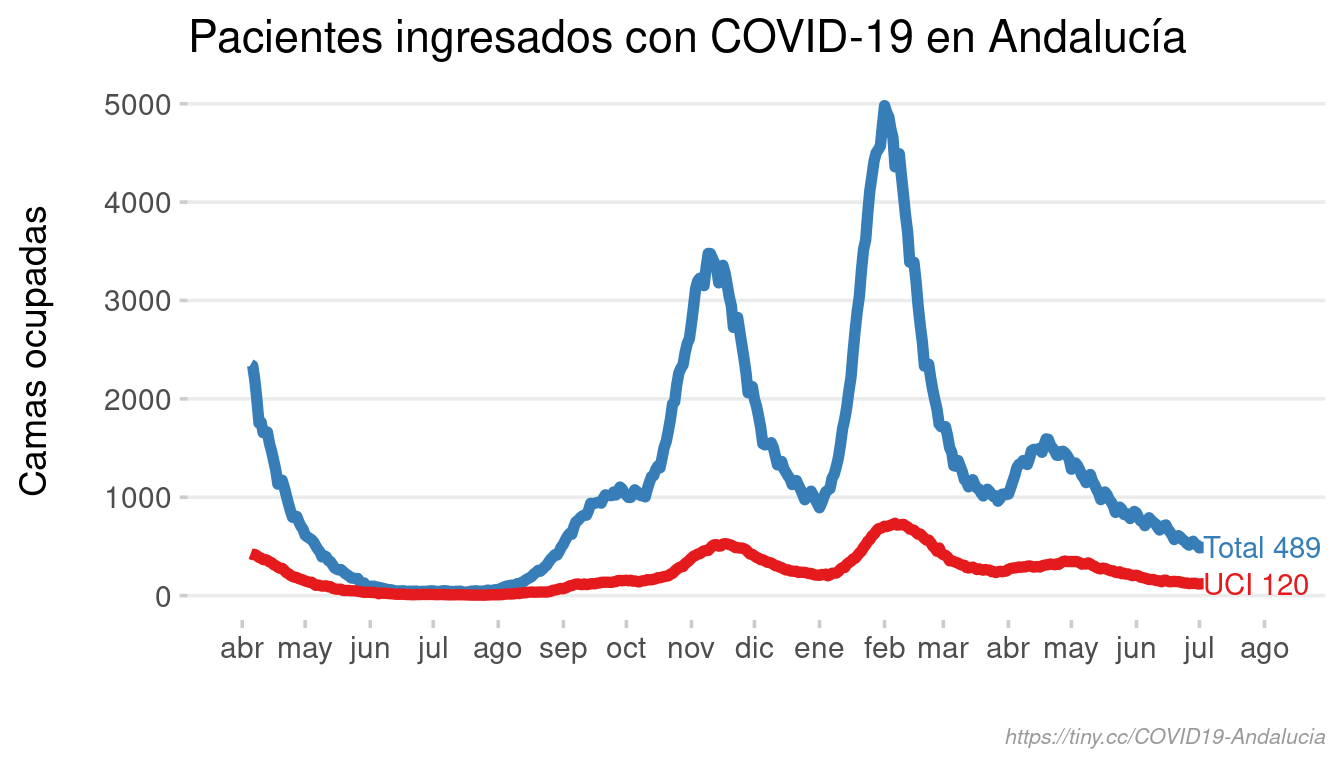 Pacientes ingresados con COVID-19 en Andalucía
Camas ocupadas
5000
4000
3000
2000
1000
0
Total 489
UCI 120
abr may jun jul ago sep oct nov dic ene feb mar abr may jun jul ago
https://tiny.cc/COVID19-Andalucia